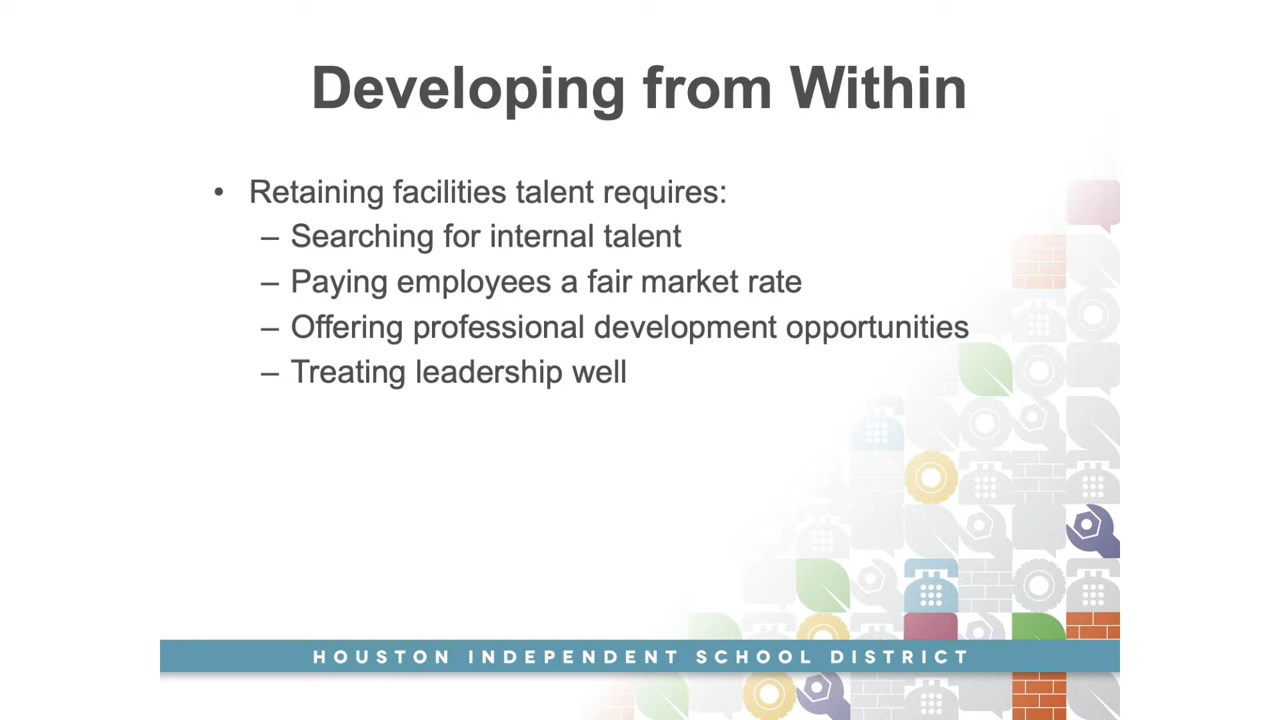 Developing from Within
• Retaining facilities talent requires:
– Searching for internal talent
– Paying employees a fair market rate
– Offering professional development opportunities
– Treating leadership well
HOUSTON INDEPENDENT SCHOOL DISTRICT